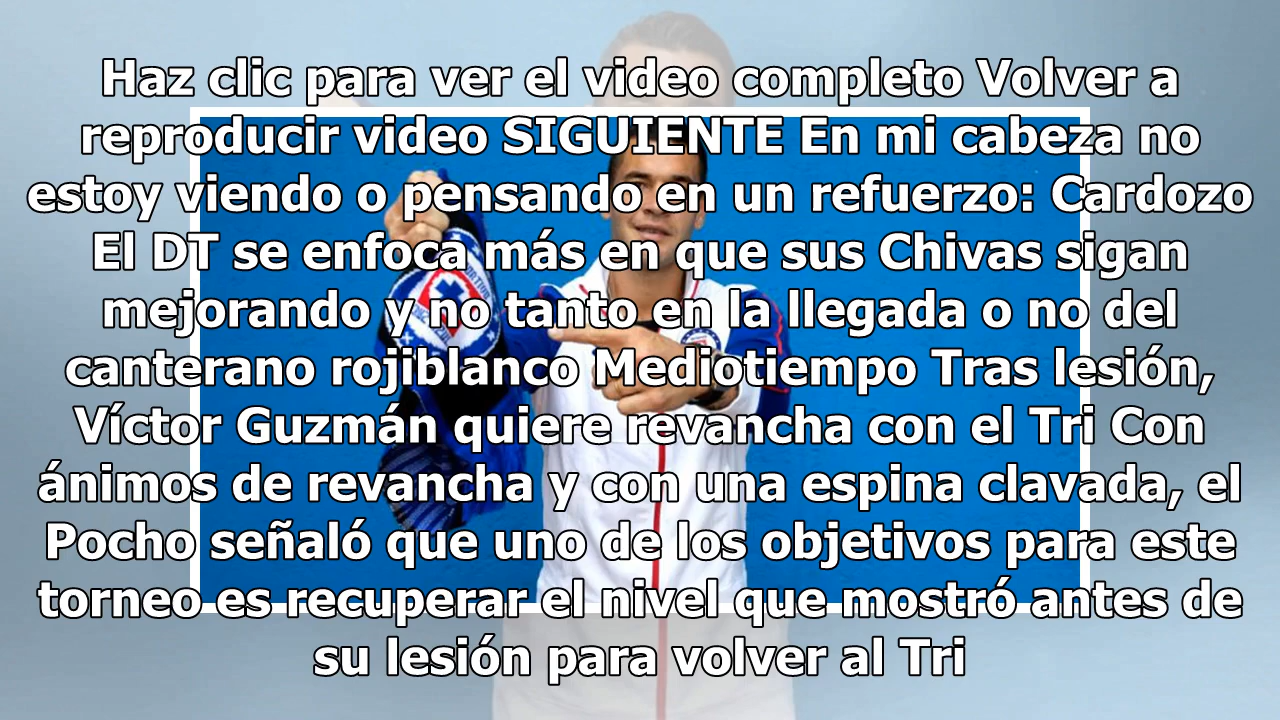 Haz clic para ver el video completo Volver a
reproducir video SIGUIENTE En mi cabeza no
estoy viendo o pensando en un refuerzo: Cardozo
El DT se enfoca más en que sus Chivas sigan
mejorando y no tanto en la llegada o no del
canterano rojiblanco Mediotiempo Tras lesión,
Víctor Guzmán quiere revancha con el Tri Con
ánimos de revancha y con una espina clavada, el
Pocho señaló que uno de los objetivos para este
torneo es recuperar el nivel que mostró antes de
su lesión para volver al Tri